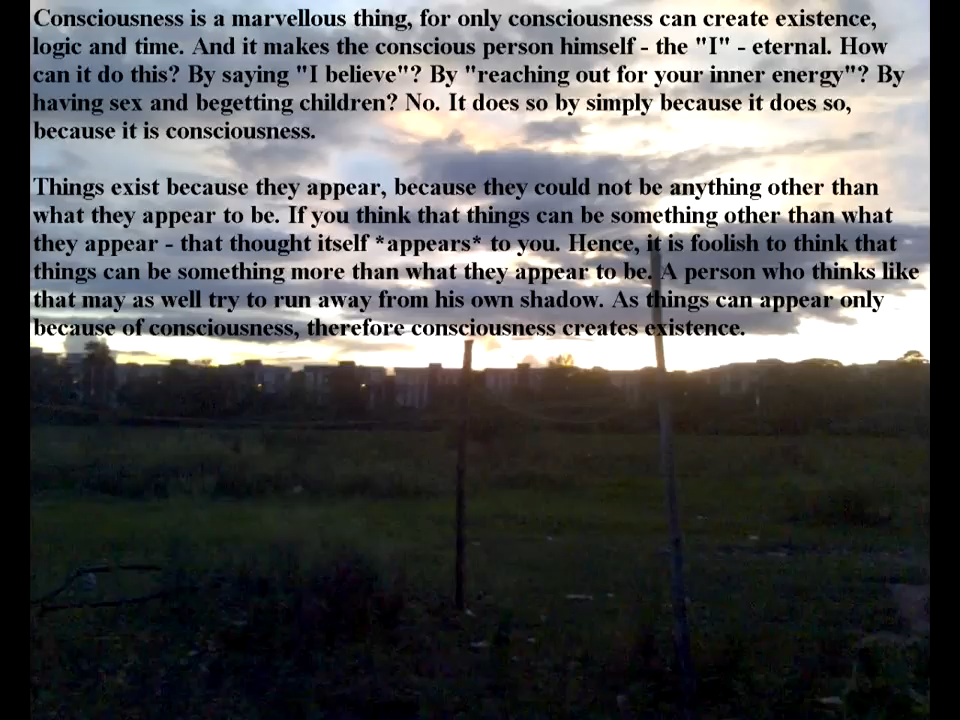 Consciousness is a marvellous thing, for only consciousness can create existence,
logic and time. And it makes the conscious person himself - the "I" - eternal. How
can it do this? By saying "I believe"? By "reaching out for your inner energy"? By
having sex and begetting children? No. It does so by simply because it does so,
because it is consciousness.
Things exist because they appear, because they could not be anything other than
what they appear to be. If you think that things can be something other than what
they appear - that thought itself *appears* to you. Hence, it is foolish to think that
things can be something more than what they appear to be. A person who thinks like
that may as well try to run away from his own shadow. As things can appear only
because of consciousness, therefore consciousness creates existence.